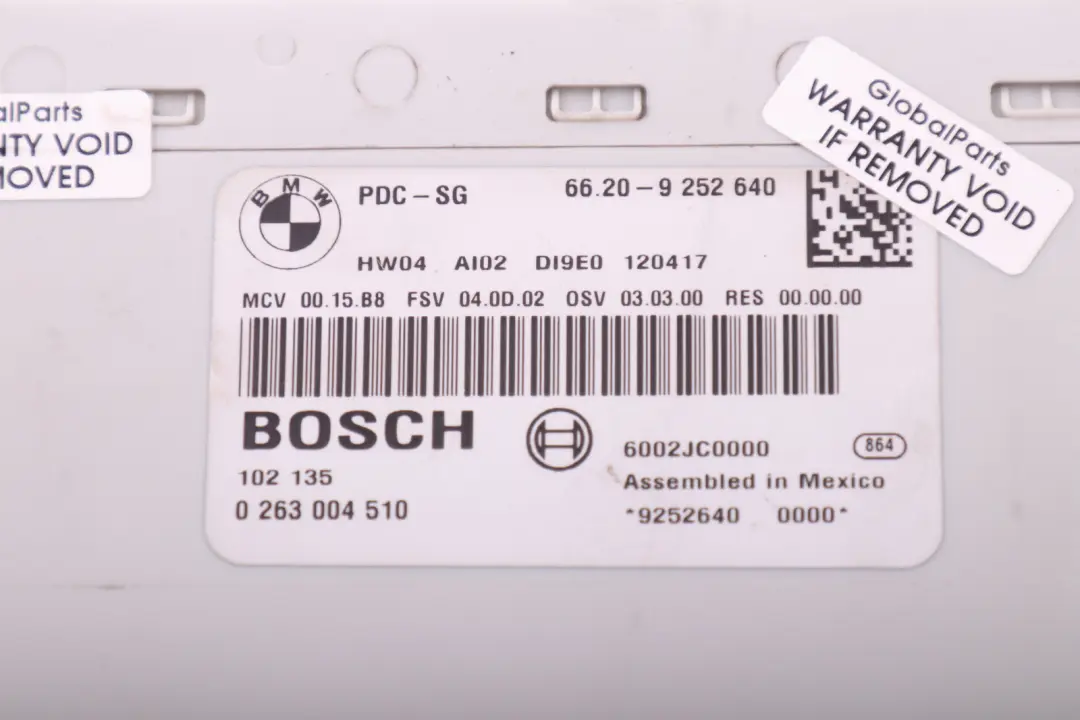 alParts
NTY VOID
MOVED
GlobalParts
WARRANTY VOID
IF REMOVED
BMW
PDC-SG 66.20-9 252 640
HW04 AI02 DI9E0 120417
MCV 00.15.B8 FSV 04.0D.02 OSV 03.03.00 RES 00.00.00
BOSCH
102 135
0 263 004 510
6002JC0000 864
Assembled in Mexico
*9252640 0000*